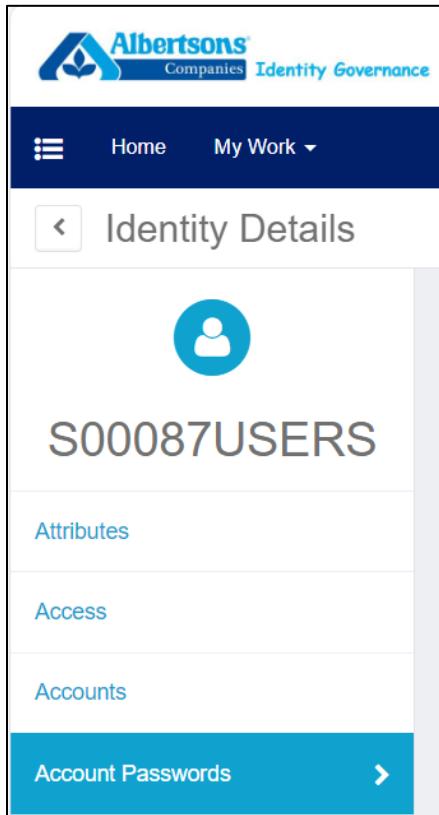 Albertsons®
Companies Identity Governance
Home My Work
Identity Details
S00087USERS
Attributes
Access
Accounts
Account Passwords